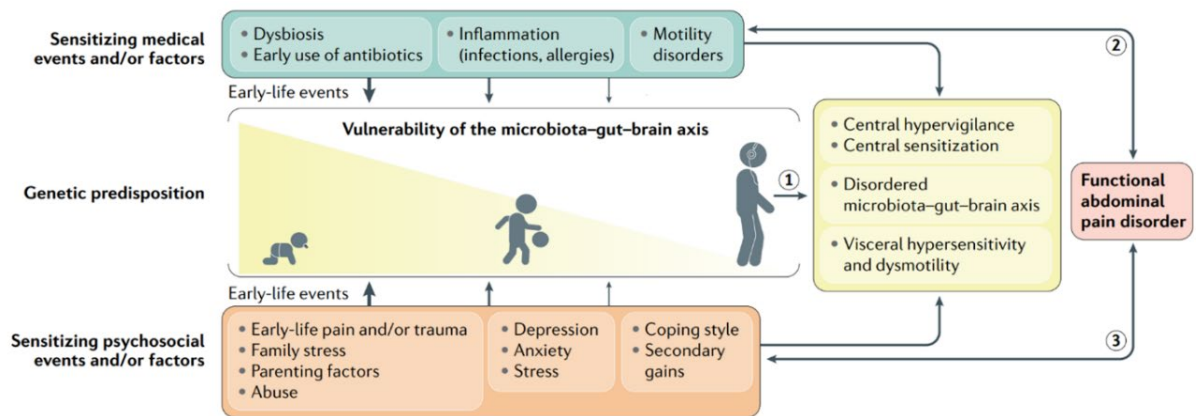 Sensitizing medical
events and/or factors
• Dysbiosis
• Early use of antibiotics
• Inflammation
(infections, allergies)
• Motility
disorders
②
Early-life events
Vulnerability of the microbiota–gut–brain axis
Genetic predisposition
①
• Central hypervigilance
• Central sensitization
• Disordered
microbiota–gut–brain axis
• Visceral hypersensitivity
and dysmotility
Functional
abdominal
pain disorder
Early-life events
Sensitizing psychosocial
events and/or factors
• Early-life pain and/or trauma
• Family stress
• Parenting factors
• Abuse
• Depression
• Anxiety
• Stress
• Coping style
• Secondary
gains
③